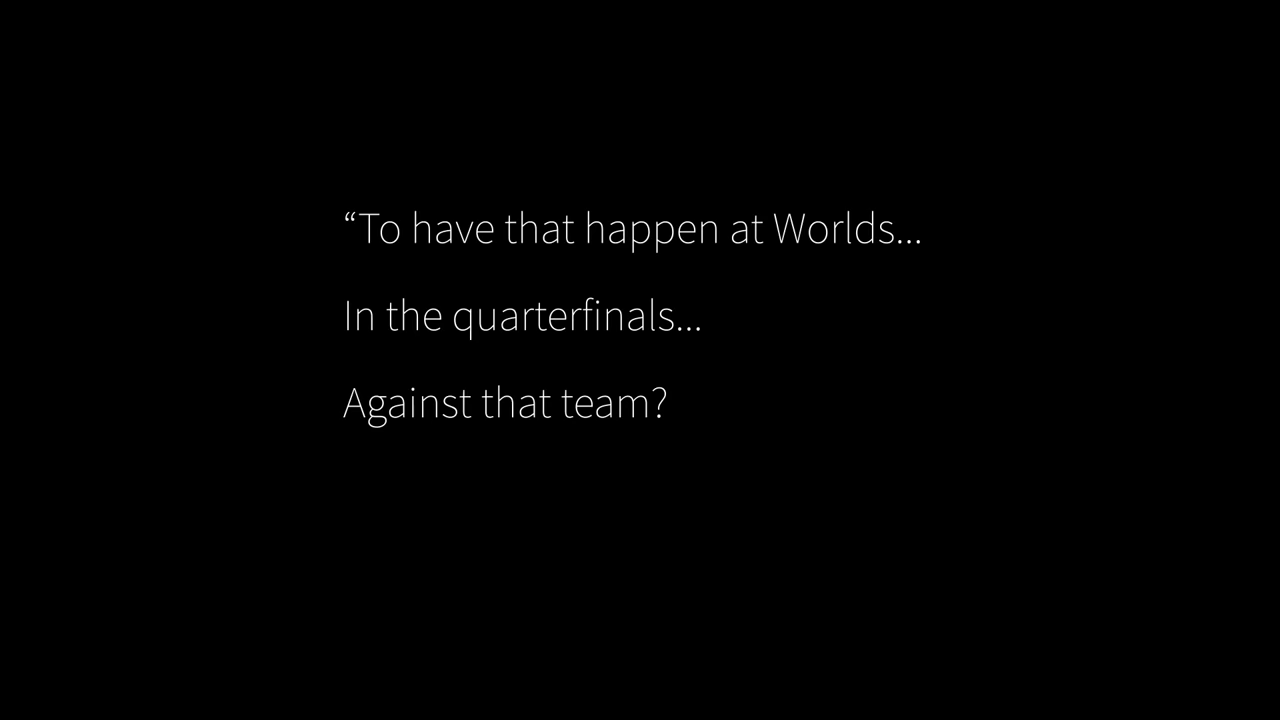 “To have that happen at Worlds...
In the quarterfinals...
Against that team?